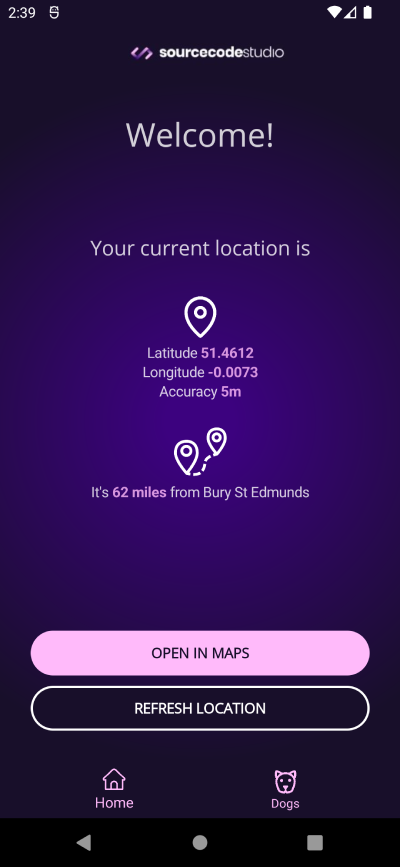 2:39
sourcecodestudio
Welcome!
Your current location is
Latitude 51.4612
Longitude -0.0073
Accuracy 5m
It's 62 miles from Bury St Edmunds
OPEN IN MAPS
REFRESH LOCATION
Home
Dogs